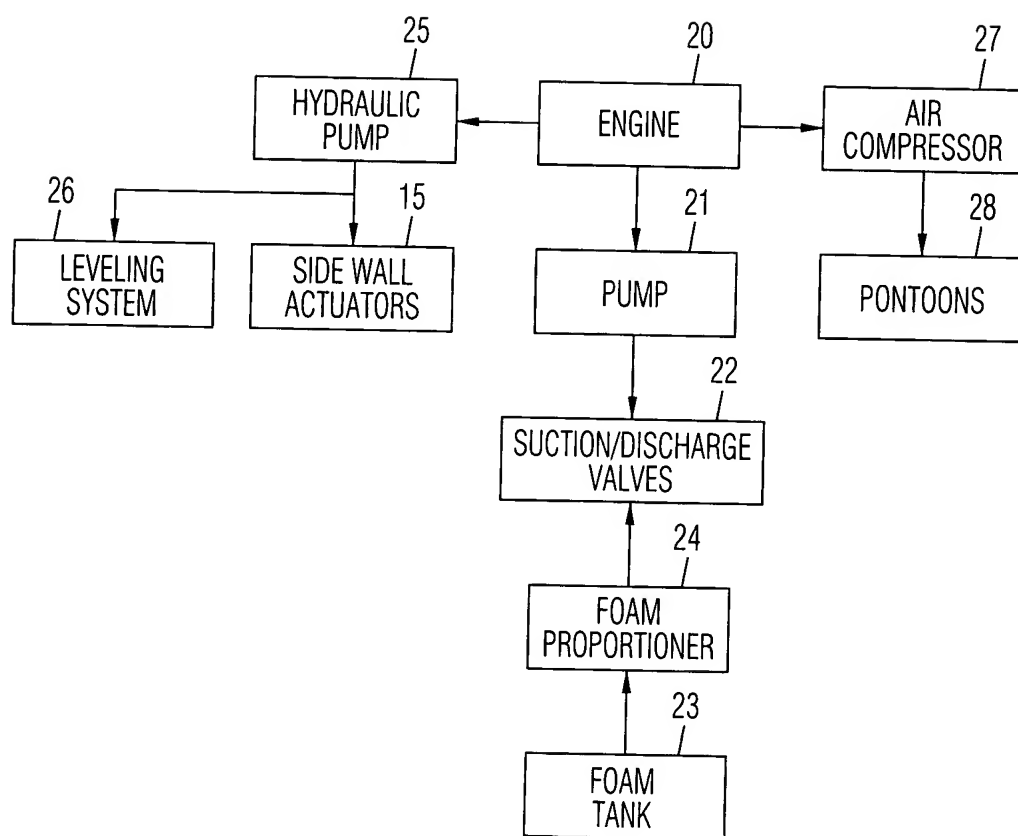 25
20
27
HYDRAULIC
PUMP
ENGINE
AIR
COMPRESSOR
26
15
21
28
LEVELING
SYSTEM
SIDE WALL
ACTUATORS
PUMP
PONTOONS
22
SUCTION/DISCHARGE
VALVES
24
FOAM
PROPORTIONER
23
FOAM
TANK